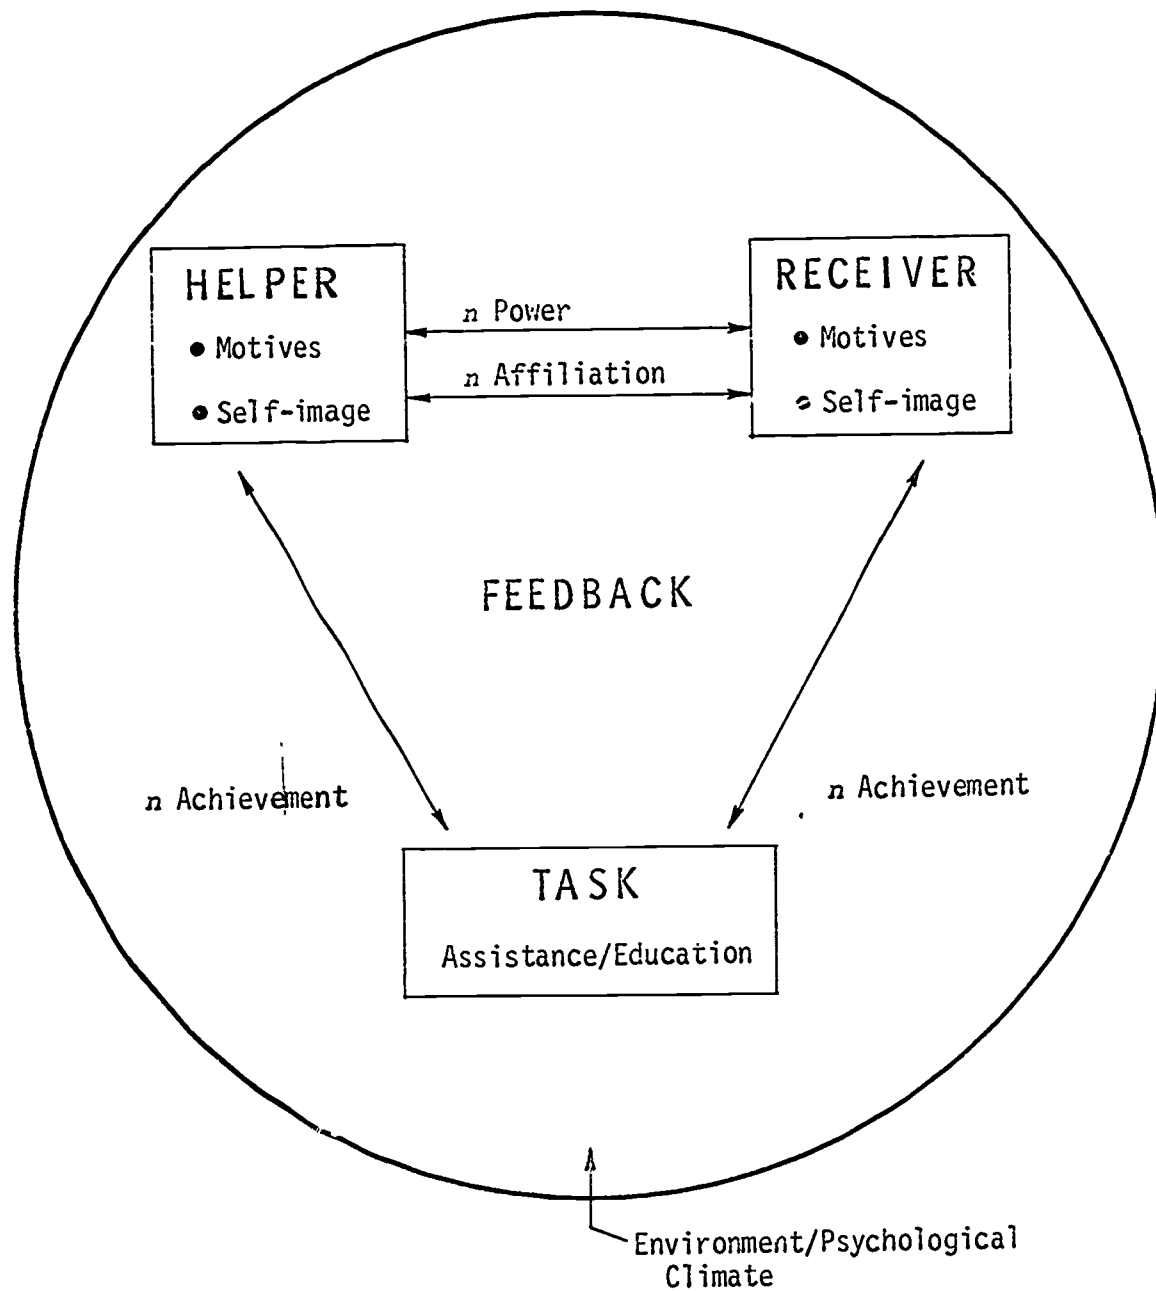 HELPER
● Motives
● Self-image
n Power
n Affiliation
RECEIVER
● Motives
● Self-image
FEEDBACK
n Achievement
n Achievement
TASK
Assistance/Education
Environment/Psychological
Climate